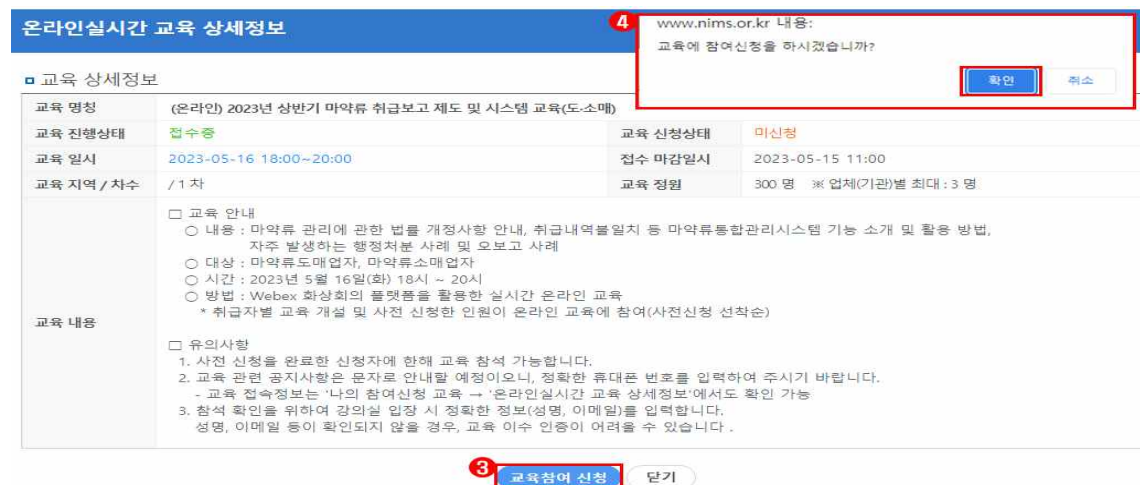 온라인실시간 교육 상세정보
4
www.nims.or.kr 내용:
교육에 참여신청을 하시겠습니까?
확인 취소
교육 상세정보
교육 명칭 (온라인) 2023년 상반기 마약류 취급보고 제도 및 시스템 교육(도·소매)
교육 진행상태 접수중 교육 신청상태 미신청
교육 일시 2023-05-16 18:00~20:00 접수 마감일시 2023-05-15 11:00
교육 지역 / 차수 / 1 차 교육 정원 300 명 ※ 업체(기관)별 최대 : 3 명
교육 내용
□ 교육 안내
○ 내용 : 마약류 관리에 관한 법률 개정사항 안내, 취급내역불일치 등 마약류통합관리시스템 기능 소개 및 활용 방법,
자주 발생하는 행정처분 사례 및 오보고 사례
○ 대상 : 마약류도매업자, 마약류소매업자
○ 시간 : 2023년 5월 16일(화) 18시 ~ 20시
○ 방법 : Webex 화상회의 플랫폼을 활용한 실시간 온라인 교육
* 취급자별 교육 개설 및 사전 신청한 인원이 온라인 교육에 참여(사전신청 선착순)
□ 유의사항
1. 사전 신청을 완료한 신청자에 한해 교육 참석 가능합니다.
2. 교육 관련 공지사항은 문자로 안내할 예정이오니, 정확한 휴대폰 번호를 입력하여 주시기 바랍니다.
- 교육 접속정보는 '나의 참여신청 교육 → '온라인실시간 교육 상세정보'에서도 확인 가능
3. 참석 확인을 위하여 강의실 입장 시 정확한 정보(성명, 이메일)를 입력합니다.
성명, 이메일 등이 확인되지 않을 경우, 교육 이수 인증이 어려울 수 있습니다 .
3
교육참여 신청 닫기